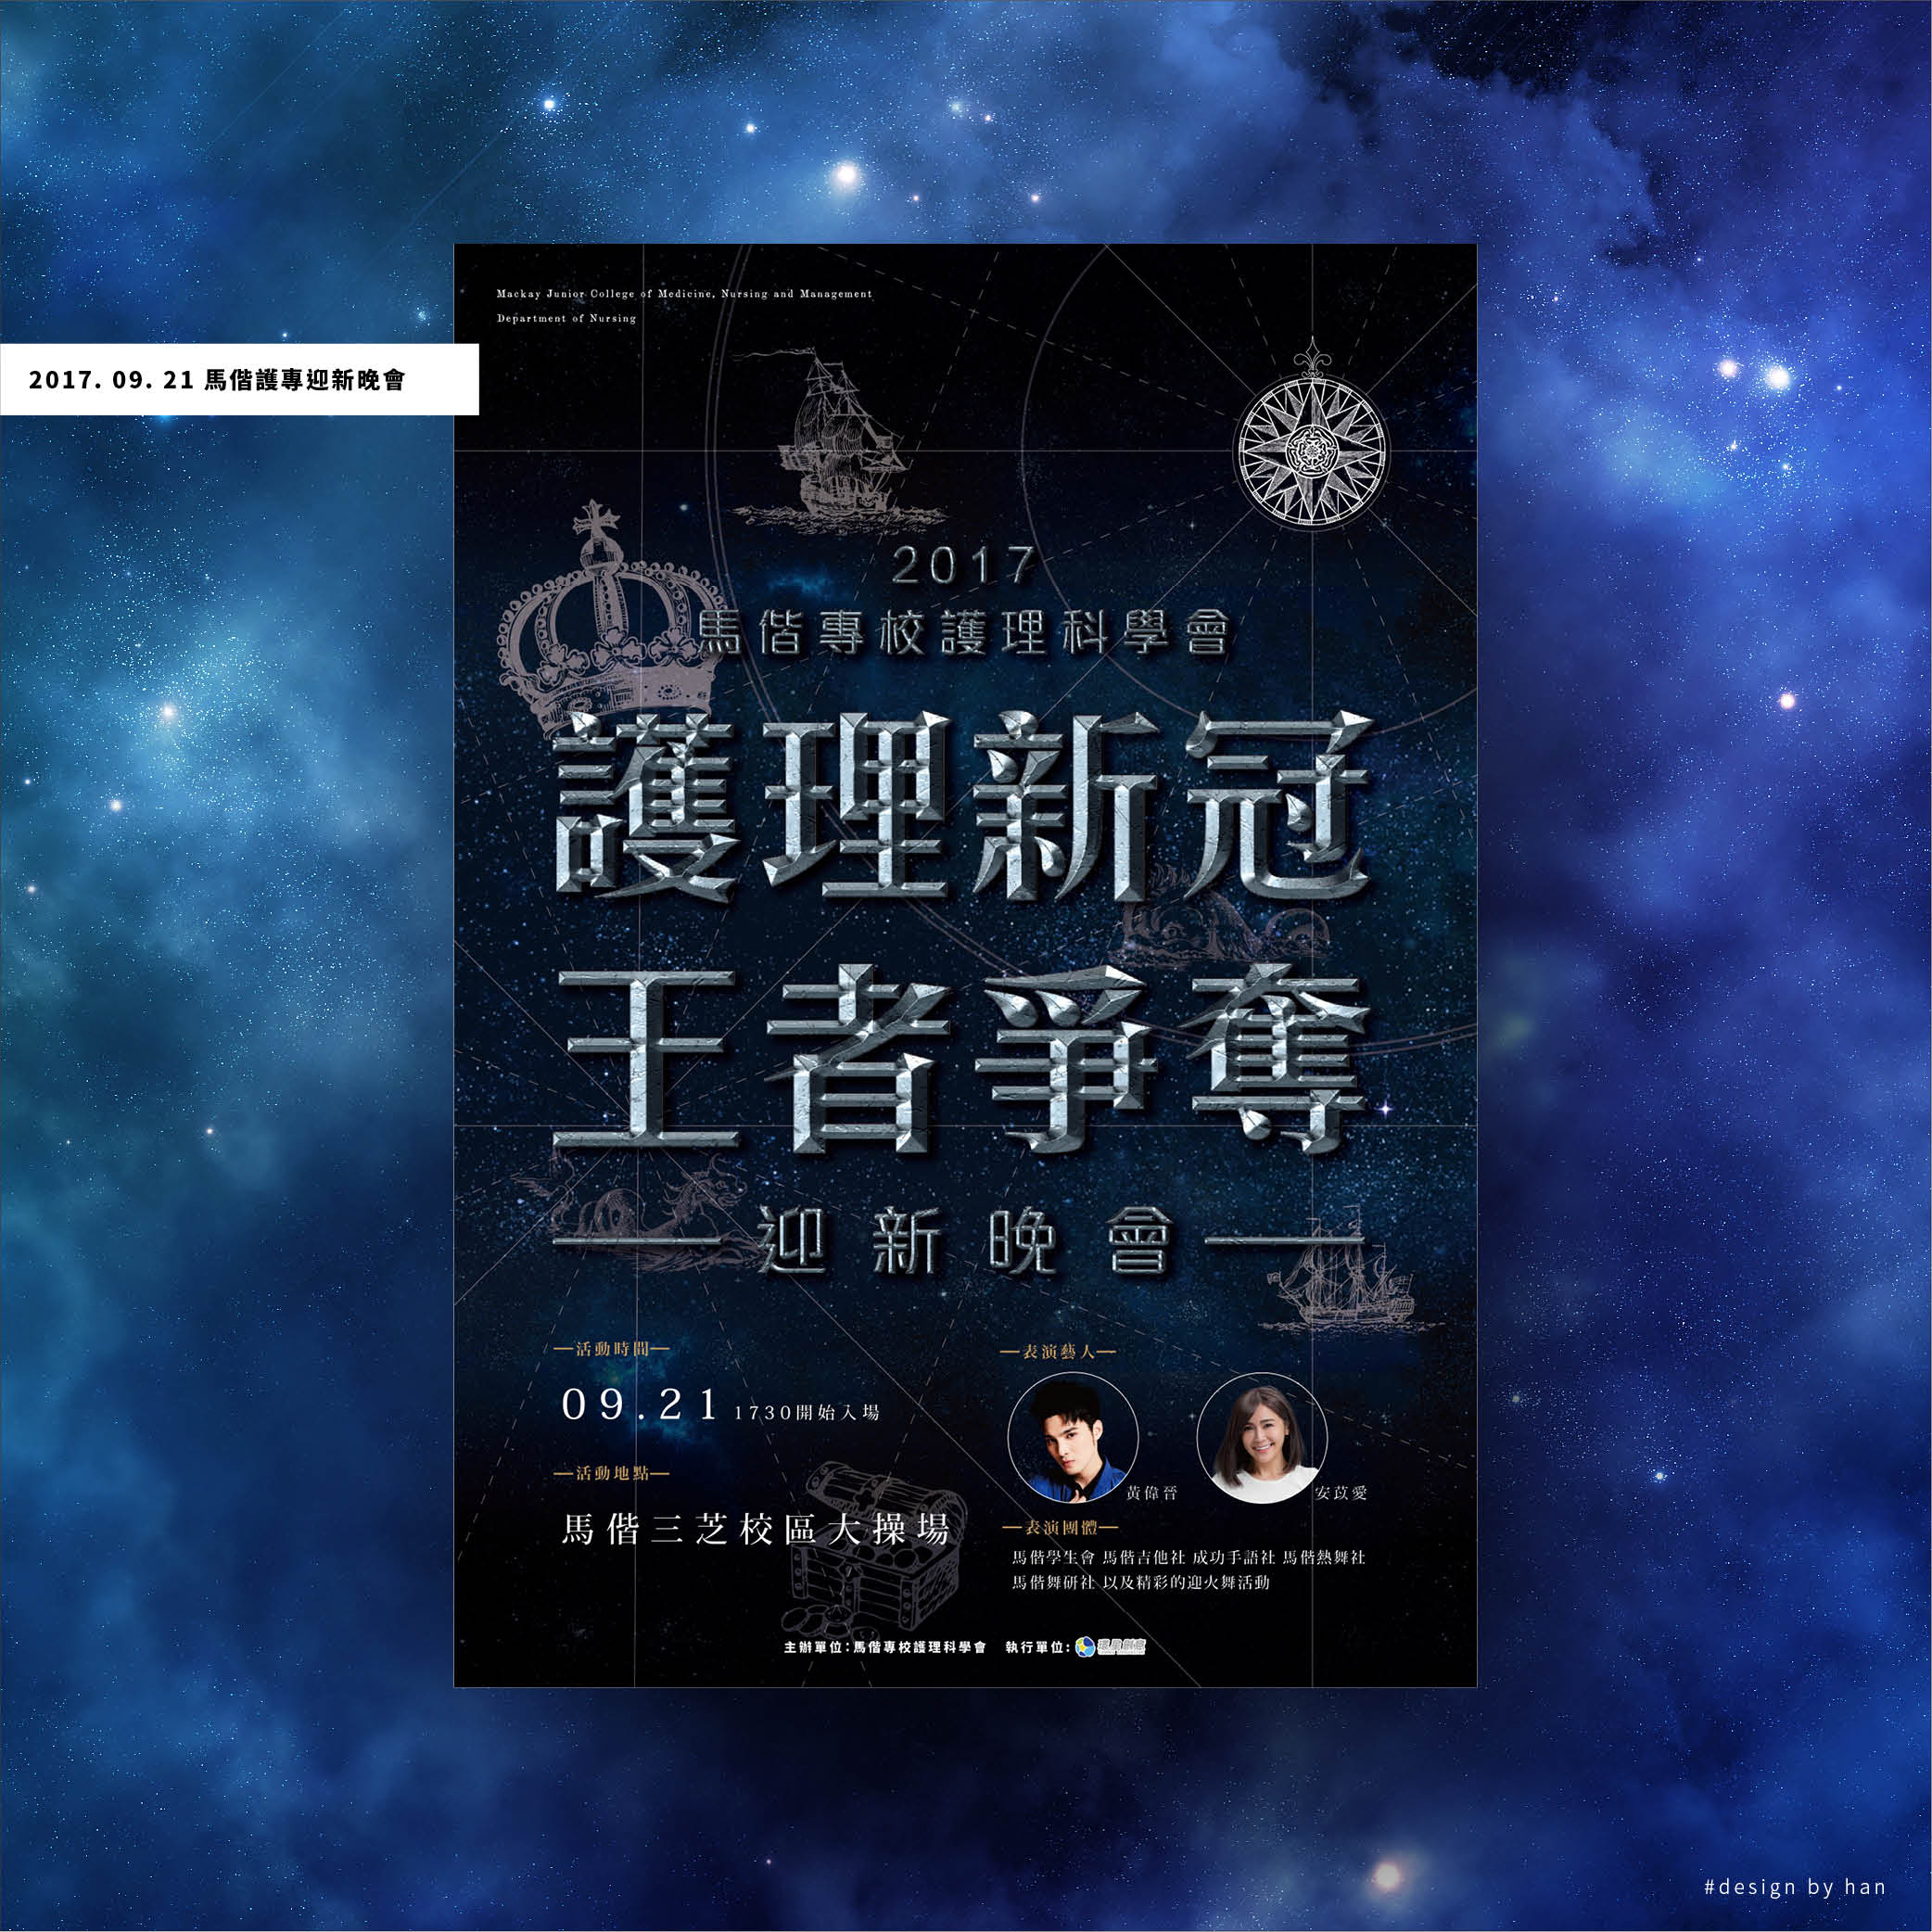 Mackay Junior College of Medicine, Nursing and Management
Department of Nursing
2017. 09. 21 馬偕護專迎新晚會
2017
馬偕專校護理科學會
護理新冠
王者爭奪
迎新晚會
活動時間
09.21 1730開始入場
活動地點
馬偕三芝校區大操場
表演藝人
黃偉晉 安苡愛
表演團體
馬偕學生會 馬偕吉他社 成功手語社 馬偕熱舞社
馬偕舞研社 以及精彩的迎火舞活動
主辦單位:馬偕專校護理科學會 執行單位:
#design by han